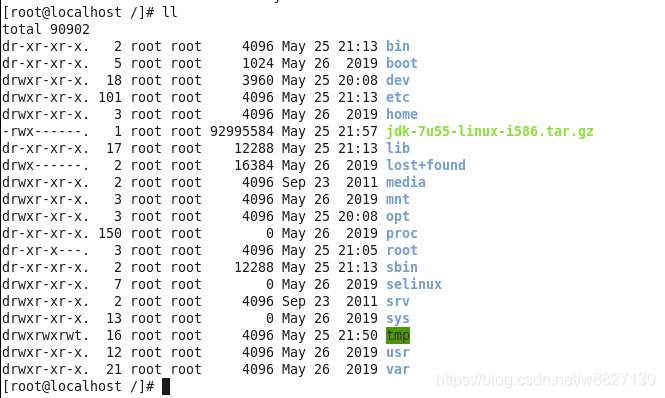 [root@localhost /]# ll
total 90902
dr-xr-xr-x.   2 root root     4096 May 25 21:13 bin
dr-xr-xr-x.   5 root root     1024 May 26  2019 boot
drwxr-xr-x.  18 root root     3960 May 25 20:08 dev
drwxr-xr-x. 101 root root     4096 May 25 21:13 etc
drwxr-xr-x.   3 root root     4096 May 26  2019 home
-rwx------.   1 root root 92995584 May 25 21:57 jdk-7u55-linux-i586.tar.gz
dr-xr-xr-x.  17 root root    12288 May 25 21:13 lib
drwx------.   2 root root    16384 May 26  2019 lost+found
drwxr-xr-x.   2 root root     4096 Sep 23  2011 media
drwxr-xr-x.   3 root root     4096 May 26  2019 mnt
drwxr-xr-x.   3 root root     4096 May 25 20:08 opt
dr-xr-xr-x. 150 root root        0 May 26  2019 proc
dr-xr-x---.   3 root root     4096 May 25 21:05 root
dr-xr-xr-x.   2 root root    12288 May 25 21:13 sbin
drwxr-xr-x.   7 root root        0 May 26  2019 selinux
drwxr-xr-x.   2 root root     4096 Sep 23  2011 srv
drwxr-xr-x.  13 root root        0 May 26  2019 sys
drwxrwxrwt.  16 root root     4096 May 25 21:50 tmp
drwxr-xr-x.  12 root root     4096 May 26  2019 usr
drwxr-xr-x.  21 root root     4096 May 26  2019 var
[root@localhost /]#
https://blog.csdn.net/w8827130